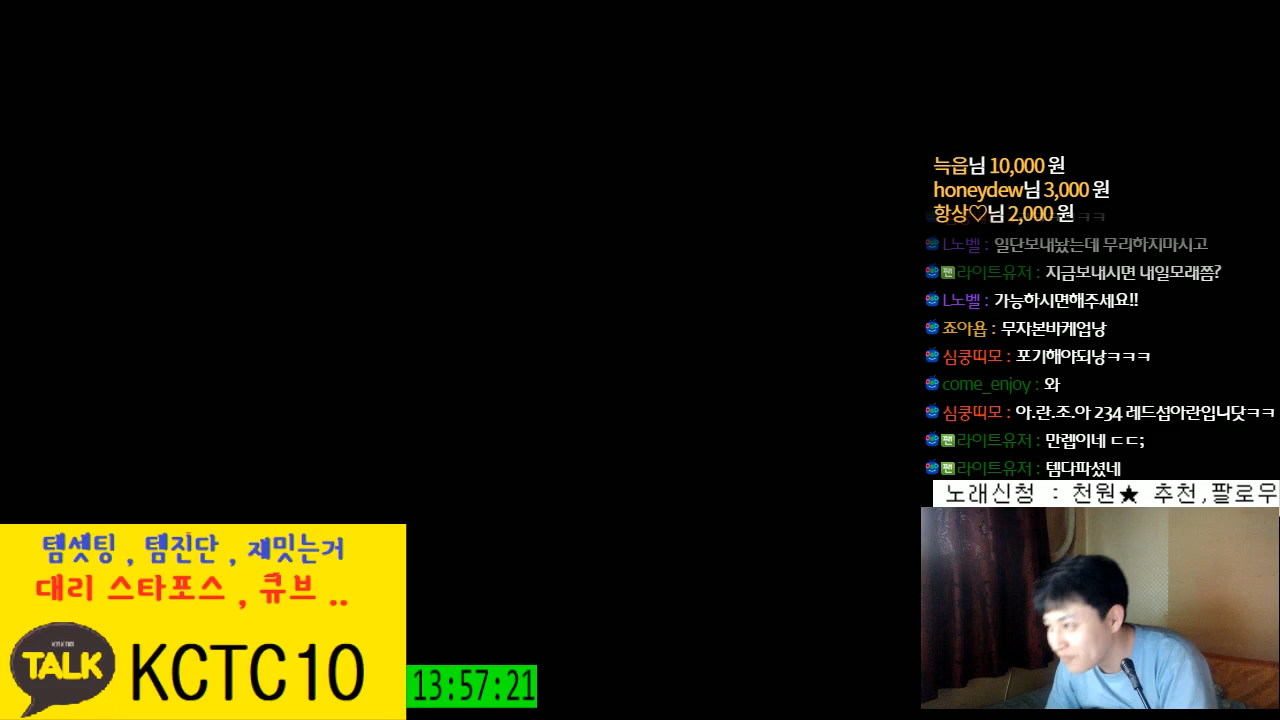 늑읍님 10,000 원
honeydew님 3,000 원
항상♡님 2,000 원
ㅋㅋ
L노벨 : 일단보내놨는데 무리하지마시고
팬 라이트유저 : 지금보내시면 내일모래쯤?
L노벨 : 가능하시면해주세요!!
죠아욥 : 무자본바케업낭
심쿵띠모 : 포기해야되낭ㅋㅋㅋ
come_enjoy : 와
심쿵띠모 : 아.란.조.아 234 레드섭아란입니닷ㅋㅋ
팬 라이트유저 : 만렙이네 ㄷㄷ;
팬 라이트유저 : 템다파셨네
노래신청 : 천원★ 추천,팔로우
템셋팅 , 템진단 , 재밋는거
대리 스타포스 , 큐브 ..
TALK KCTC10
13:57:21